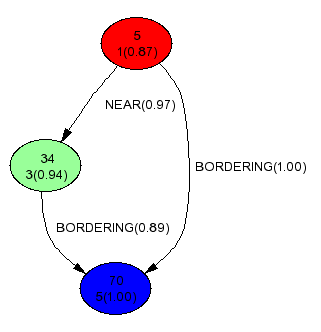 5
1(0.87)
NEAR(0.97)
34
3(0.94)
BORDERING(1.00)
BORDERING(0.89)
70
5(1.00)